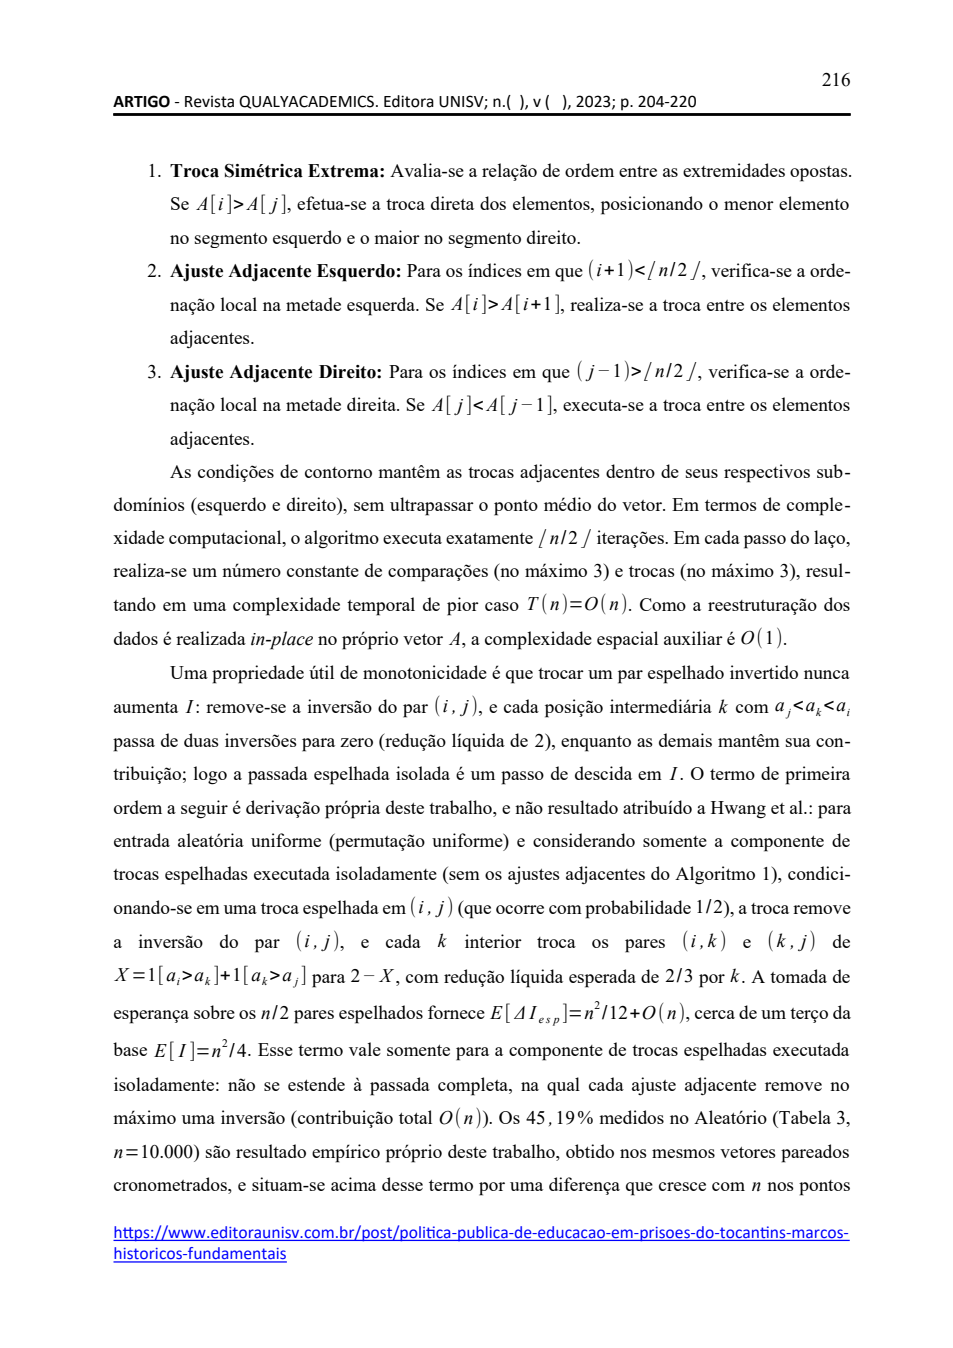 216
ARTIGO - Revista QUALYACADEMICS. Editora UNISV; n.( ), v ( ), 2023; p. 204-220
1. Troca Simétrica Extrema: Avalia-se a relação de ordem entre as extremidades opostas.
Se A[i]>A[j], efetua-se a troca direta dos elementos, posicionando o menor elemento
no segmento esquerdo e o maior no segmento direito.
2. Ajuste Adjacente Esquerdo: Para os índices em que (i+1)</n/2/, verifica-se a orde-
nação local na metade esquerda. Se A[i]>A[i+1], realiza-se a troca entre os elementos
adjacentes.
3. Ajuste Adjacente Direito: Para os índices em que (j−1)>/n/2/, verifica-se a orde-
nação local na metade direita. Se A[j]<A[j−1], executa-se a troca entre os elementos
adjacentes.
As condições de contorno mantêm as trocas adjacentes dentro de seus respectivos sub-
domínios (esquerdo e direito), sem ultrapassar o ponto médio do vetor. Em termos de comple-
xidade computacional, o algoritmo executa exatamente /n/2/ iterações. Em cada passo do laço,
realiza-se um número constante de comparações (no máximo 3) e trocas (no máximo 3), resul-
tando em uma complexidade temporal de pior caso T(n)=O(n). Como a reestruturação dos
dados é realizada in-place no próprio vetor A, a complexidade espacial auxiliar é O(1).
Uma propriedade útil de monotonicidade é que trocar um par espelhado invertido nunca
aumenta I: remove-se a inversão do par (i,j), e cada posição intermediária k com a_j<a_k<a_i
passa de duas inversões para zero (redução líquida de 2), enquanto as demais mantêm sua con-
tribuição; logo a passada espelhada isolada é um passo de descida em I. O termo de primeira
ordem a seguir é derivação própria deste trabalho, e não resultado atribuído a Hwang et al.: para
entrada aleatória uniforme (permutação uniforme) e considerando somente a componente de
trocas espelhadas executada isoladamente (sem os ajustes adjacentes do Algoritmo 1), condici-
onando-se em uma troca espelhada em (i,j) (que ocorre com probabilidade 1/2), a troca remove
a inversão do par (i,j), e cada k interior troca os pares (i,k) e (k,j) de
X=1[a_i>a_k]+1[a_k>a_j] para 2−X, com redução líquida esperada de 2/3 por k. A tomada de
esperança sobre os n/2 pares espelhados fornece E[ΔI_esp]=n²/12+O(n), cerca de um terço da
base E[I]=n²/4. Esse termo vale somente para a componente de trocas espelhadas executada
isoladamente: não se estende à passada completa, na qual cada ajuste adjacente remove no
máximo uma inversão (contribuição total O(n)). Os 45,19% medidos no Aleatório (Tabela 3,
n=10.000) são resultado empírico próprio deste trabalho, obtido nos mesmos vetores pareados
cronometrados, e situam-se acima desse termo por uma diferença que cresce com n nos pontos
https://www.editoraunisv.com.br/post/politica-publica-de-educacao-em-prisoes-do-tocantins-marcos-
historicos-fundamentais